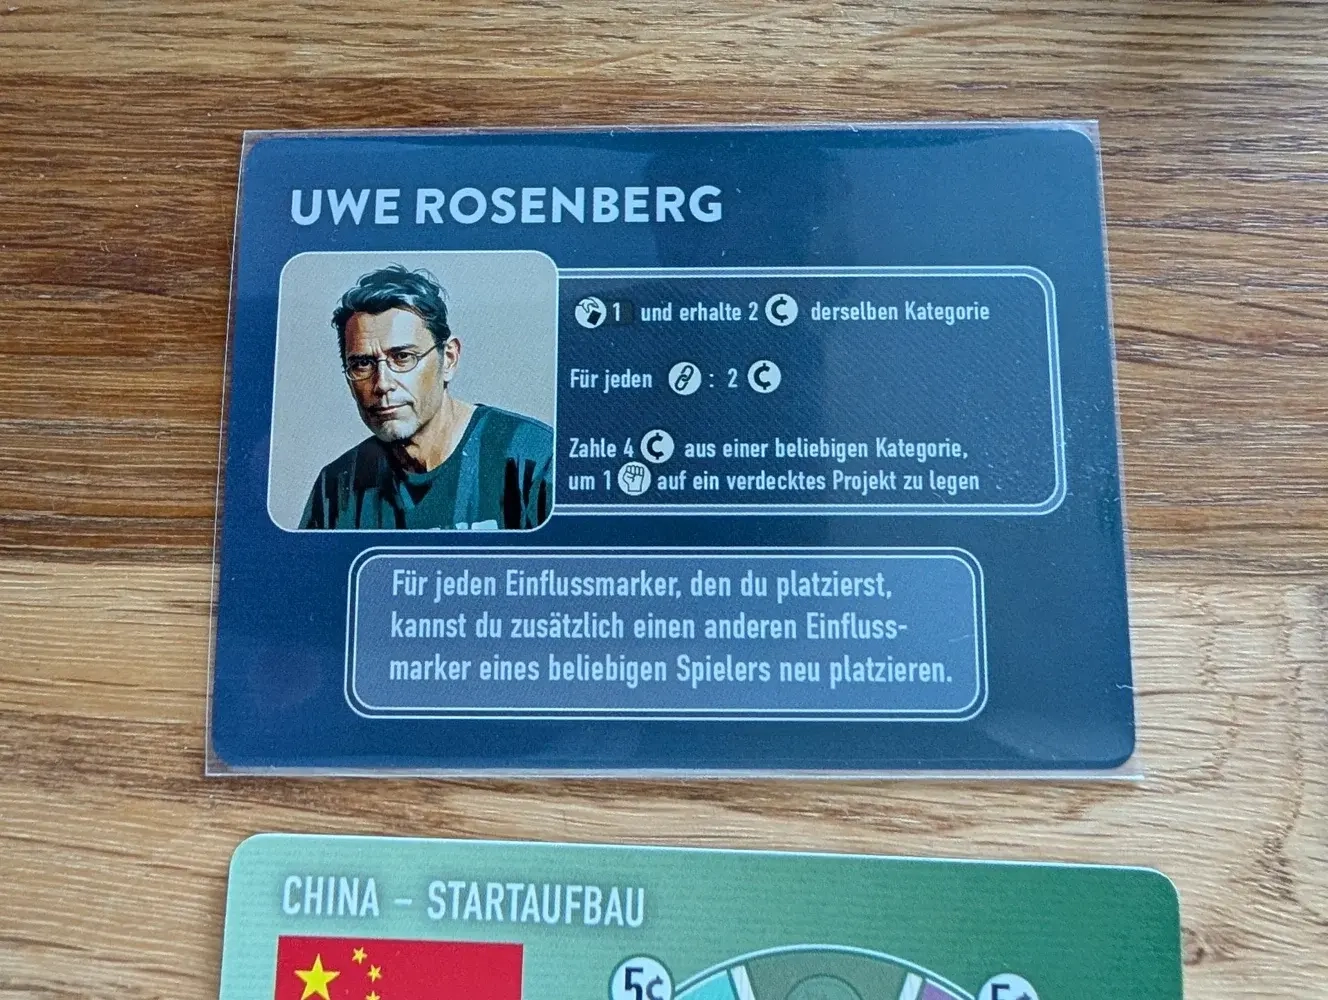 UWE ROSENBERG
1 und erhalte 2 ₵ derselben Kategorie
Für jeden : 2 ₵
Zahle 4 ₵ aus einer beliebigen Kategorie,
um 1 auf ein verdecktes Projekt zu legen
Für jeden Einflussmarker, den du platzierst,
kannst du zusätzlich einen anderen Einfluss-
marker eines beliebigen Spielers neu platzieren.
CHINA – STARTAUFBAU
5¢